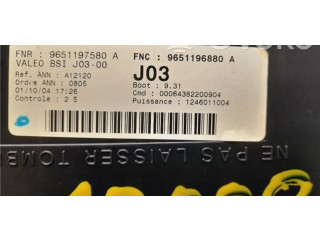 FNR : 9651197580 A
FNC : 9651196880 A
VALEO BSI J03-00
J03
Ref. ANN : A12120
Ordre ANN : 0805
Boot : 9.31
01/10/04 17:26
Cmd : 00064382200904
Controle : 2 5
Puissance : 1246011004
NE PAS LAISSER TOMB